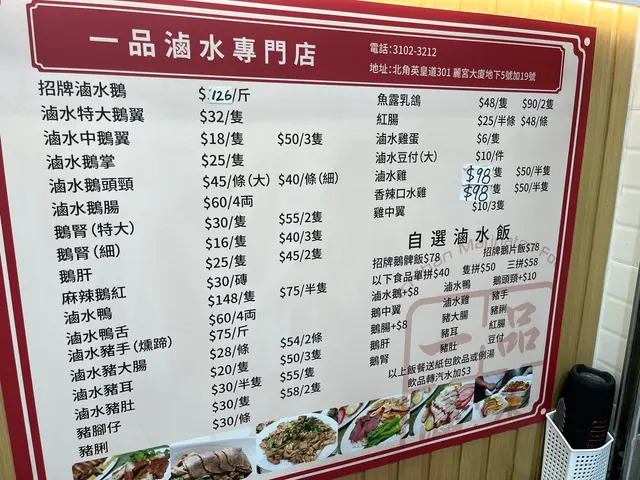 一品滷水專門店
電話:3102-3212
地址:北角英皇道301 麗宮大廈地下5號加19號
招牌滷水鵝 $126/斤
滷水特大鵝翼 $32/隻
滷水中鵝翼 $18/隻 $50/3隻
滷水鵝掌 $25/隻
滷水鵝頭頸 $45/條(大) $40/條(細)
滷水鵝腸 $60/4両
鵝腎(特大) $30/隻 $55/2隻
鵝腎(細) $16/隻 $40/3隻
鵝肝 $25/隻 $45/2隻
麻辣鵝紅 $30/磚
滷水鴨 $148/隻 $75/半隻
滷水鴨舌 $60/4両
滷水豬手(燻蹄) $75/斤
滷水豬大腸 $28/條 $54/2條
滷水豬耳 $20/隻 $50/3隻
滷水豬肚 $30/半隻 $55/隻
豬腳仔 $30/隻 $58/2隻
豬脷 $30/條
魚露乳鴿 $48/隻 $90/2隻
紅腸 $25/半條 $48/條
滷水雞蛋 $6/隻
滷水豆付(大) $10/件
滷水雞 $98隻 $50/半隻
香辣口水雞 $98隻 $50/半隻
雞中翼 $10/3隻
自選滷水飯
招牌鵝髀飯$78 招牌鵝片飯$78
以下食品單拼$40 隻拼$50 三拼$58
滷水鵝+$8 滷水鴨 鵝頭頸+$10
鵝中翼 滷水雞 豬手
鵝腸+$8 豬大腸 豬脷
鵝肝 豬耳 紅腸
鵝腎 豬肚 豆付
以上飯餐送紙包飲品或例湯
飲品轉汽水加$3
一品